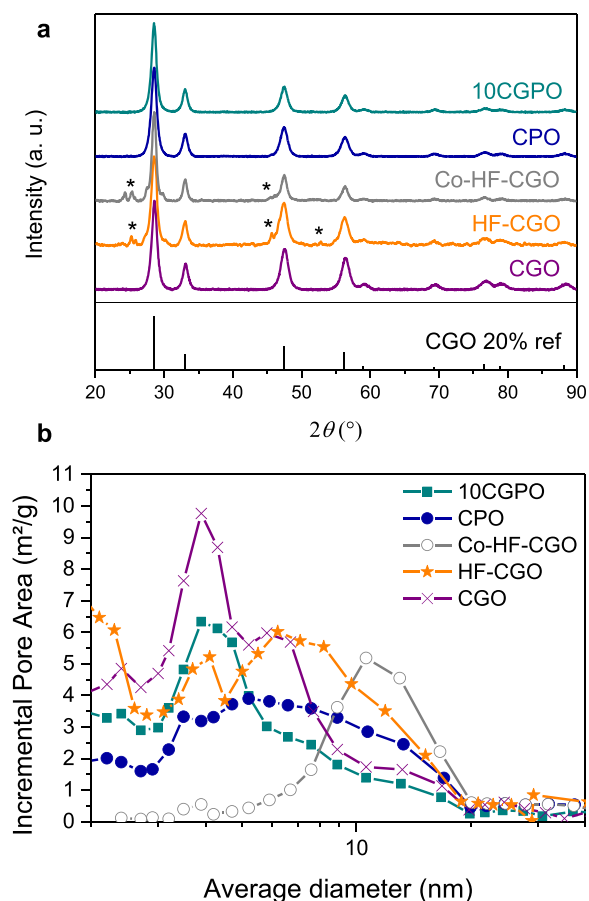 a
Intensity (a. u.)
10CGPO
CPO
Co-HF-CGO
* *
HF-CGO
* * *
CGO
CGO 20% ref
20 30 40 50 60 70 80 90
2θ (°)
b
Incremental Pore Area (m²/g)
11
10
9
8
7
6
5
4
3
2
1
0
10CGPO
CPO
Co-HF-CGO
HF-CGO
CGO
10
Average diameter (nm)